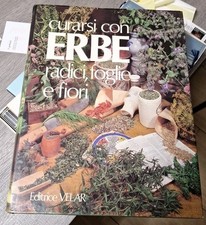 curarsi con
ERBE
radici, foglie
e fiori
Editrice VELAR